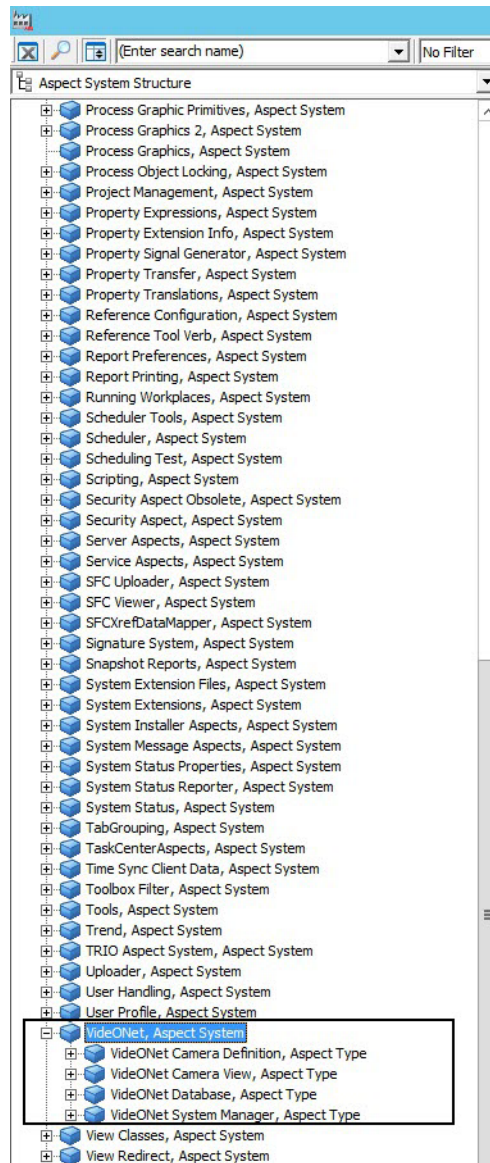 (Enter search name)
No Filter
Aspect System Structure
Process Graphic Primitives, Aspect System
Process Graphics 2, Aspect System
Process Graphics, Aspect System
Process Object Locking, Aspect System
Project Management, Aspect System
Property Expressions, Aspect System
Property Extension Info, Aspect System
Property Signal Generator, Aspect System
Property Transfer, Aspect System
Property Translations, Aspect System
Reference Configuration, Aspect System
Reference Tool Verb, Aspect System
Report Preferences, Aspect System
Report Printing, Aspect System
Running Workplaces, Aspect System
Scheduler Tools, Aspect System
Scheduler, Aspect System
Scheduling Test, Aspect System
Scripting, Aspect System
Security Aspect Obsolete, Aspect System
Security Aspect, Aspect System
Server Aspects, Aspect System
Service Aspects, Aspect System
SFC Uploader, Aspect System
SFC Viewer, Aspect System
SFCXrefDataMapper, Aspect System
Signature System, Aspect System
Snapshot Reports, Aspect System
System Extension Files, Aspect System
System Extensions, Aspect System
System Installer Aspects, Aspect System
System Message Aspects, Aspect System
System Status Properties, Aspect System
System Status Reporter, Aspect System
System Status, Aspect System
TabGrouping, Aspect System
TaskCenterAspects, Aspect System
Time Sync Client Data, Aspect System
Toolbox Filter, Aspect System
Tools, Aspect System
Trend, Aspect System
TRIO Aspect System, Aspect System
Uploader, Aspect System
User Handling, Aspect System
User Profile, Aspect System
VideONet, Aspect System
VideONet Camera Definition, Aspect Type
VideONet Camera View, Aspect Type
VideONet Database, Aspect Type
VideONet System Manager, Aspect Type
View Classes, Aspect System
View Redirect, Aspect System